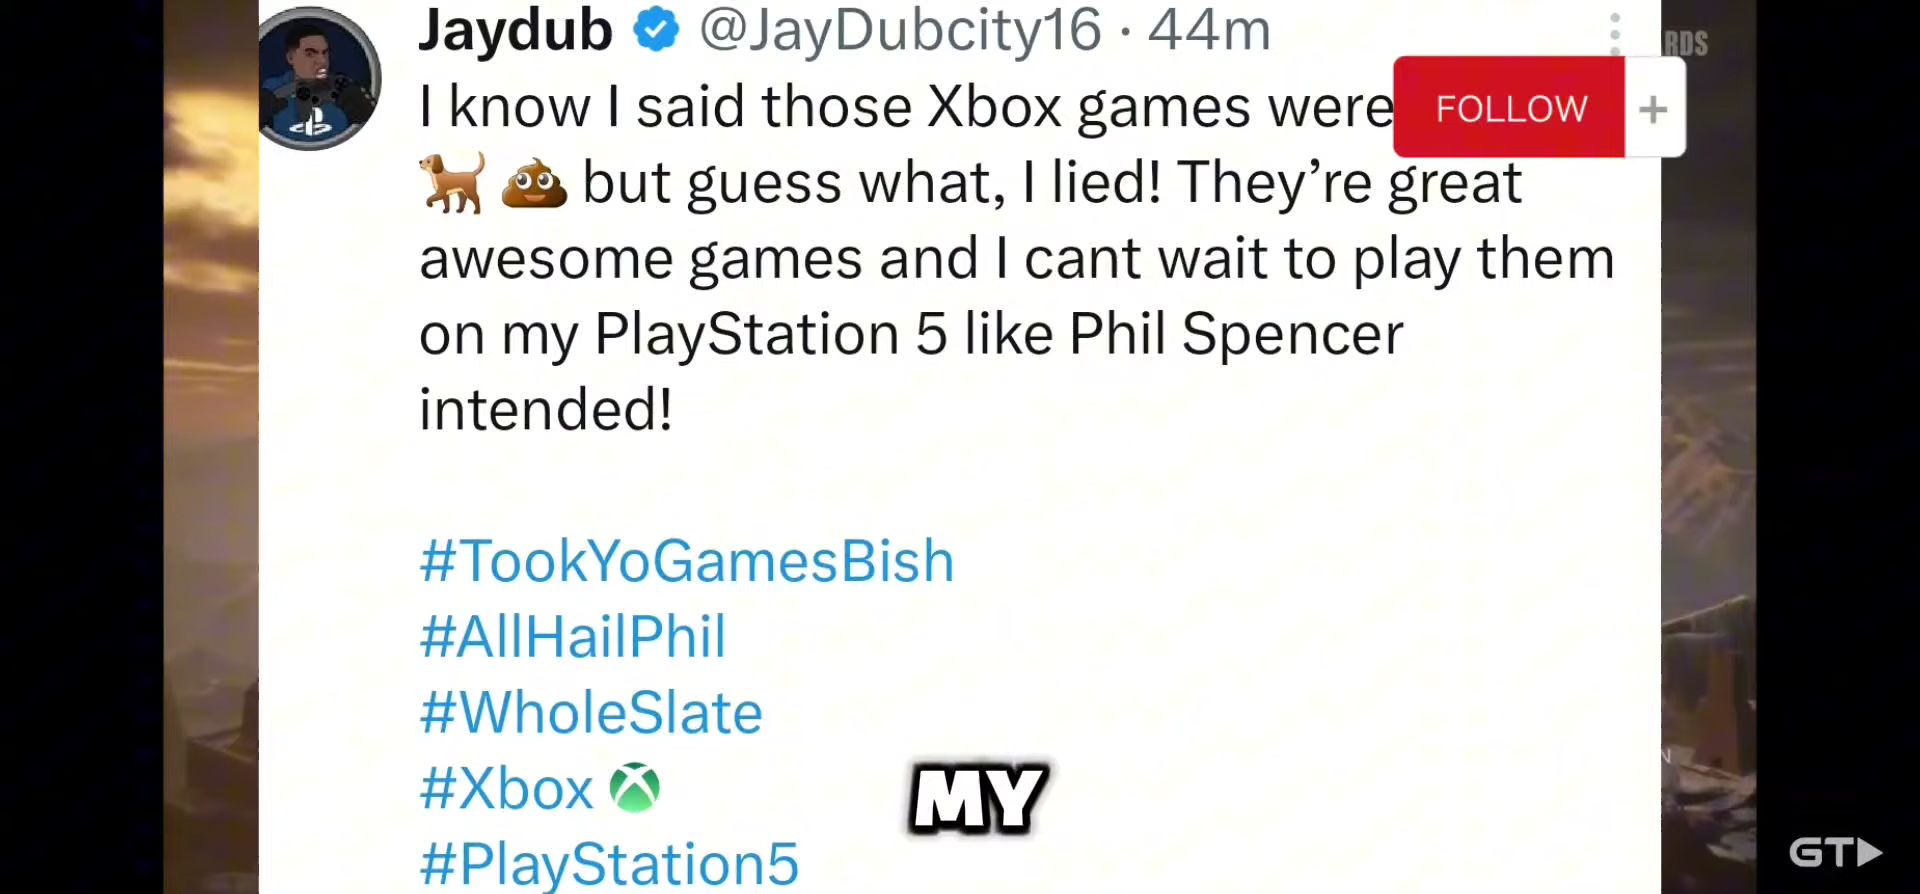 Jaydub @JayDubcity16 · 44m
RDS
I know I said those Xbox games were
FOLLOW +
🐕 💩 but guess what, I lied! They’re great
awesome games and I cant wait to play them
on my PlayStation 5 like Phil Spencer
intended!
#TookYoGamesBish
#AllHailPhil
#WholeSlate
#Xbox
MY
#PlayStation5
GT